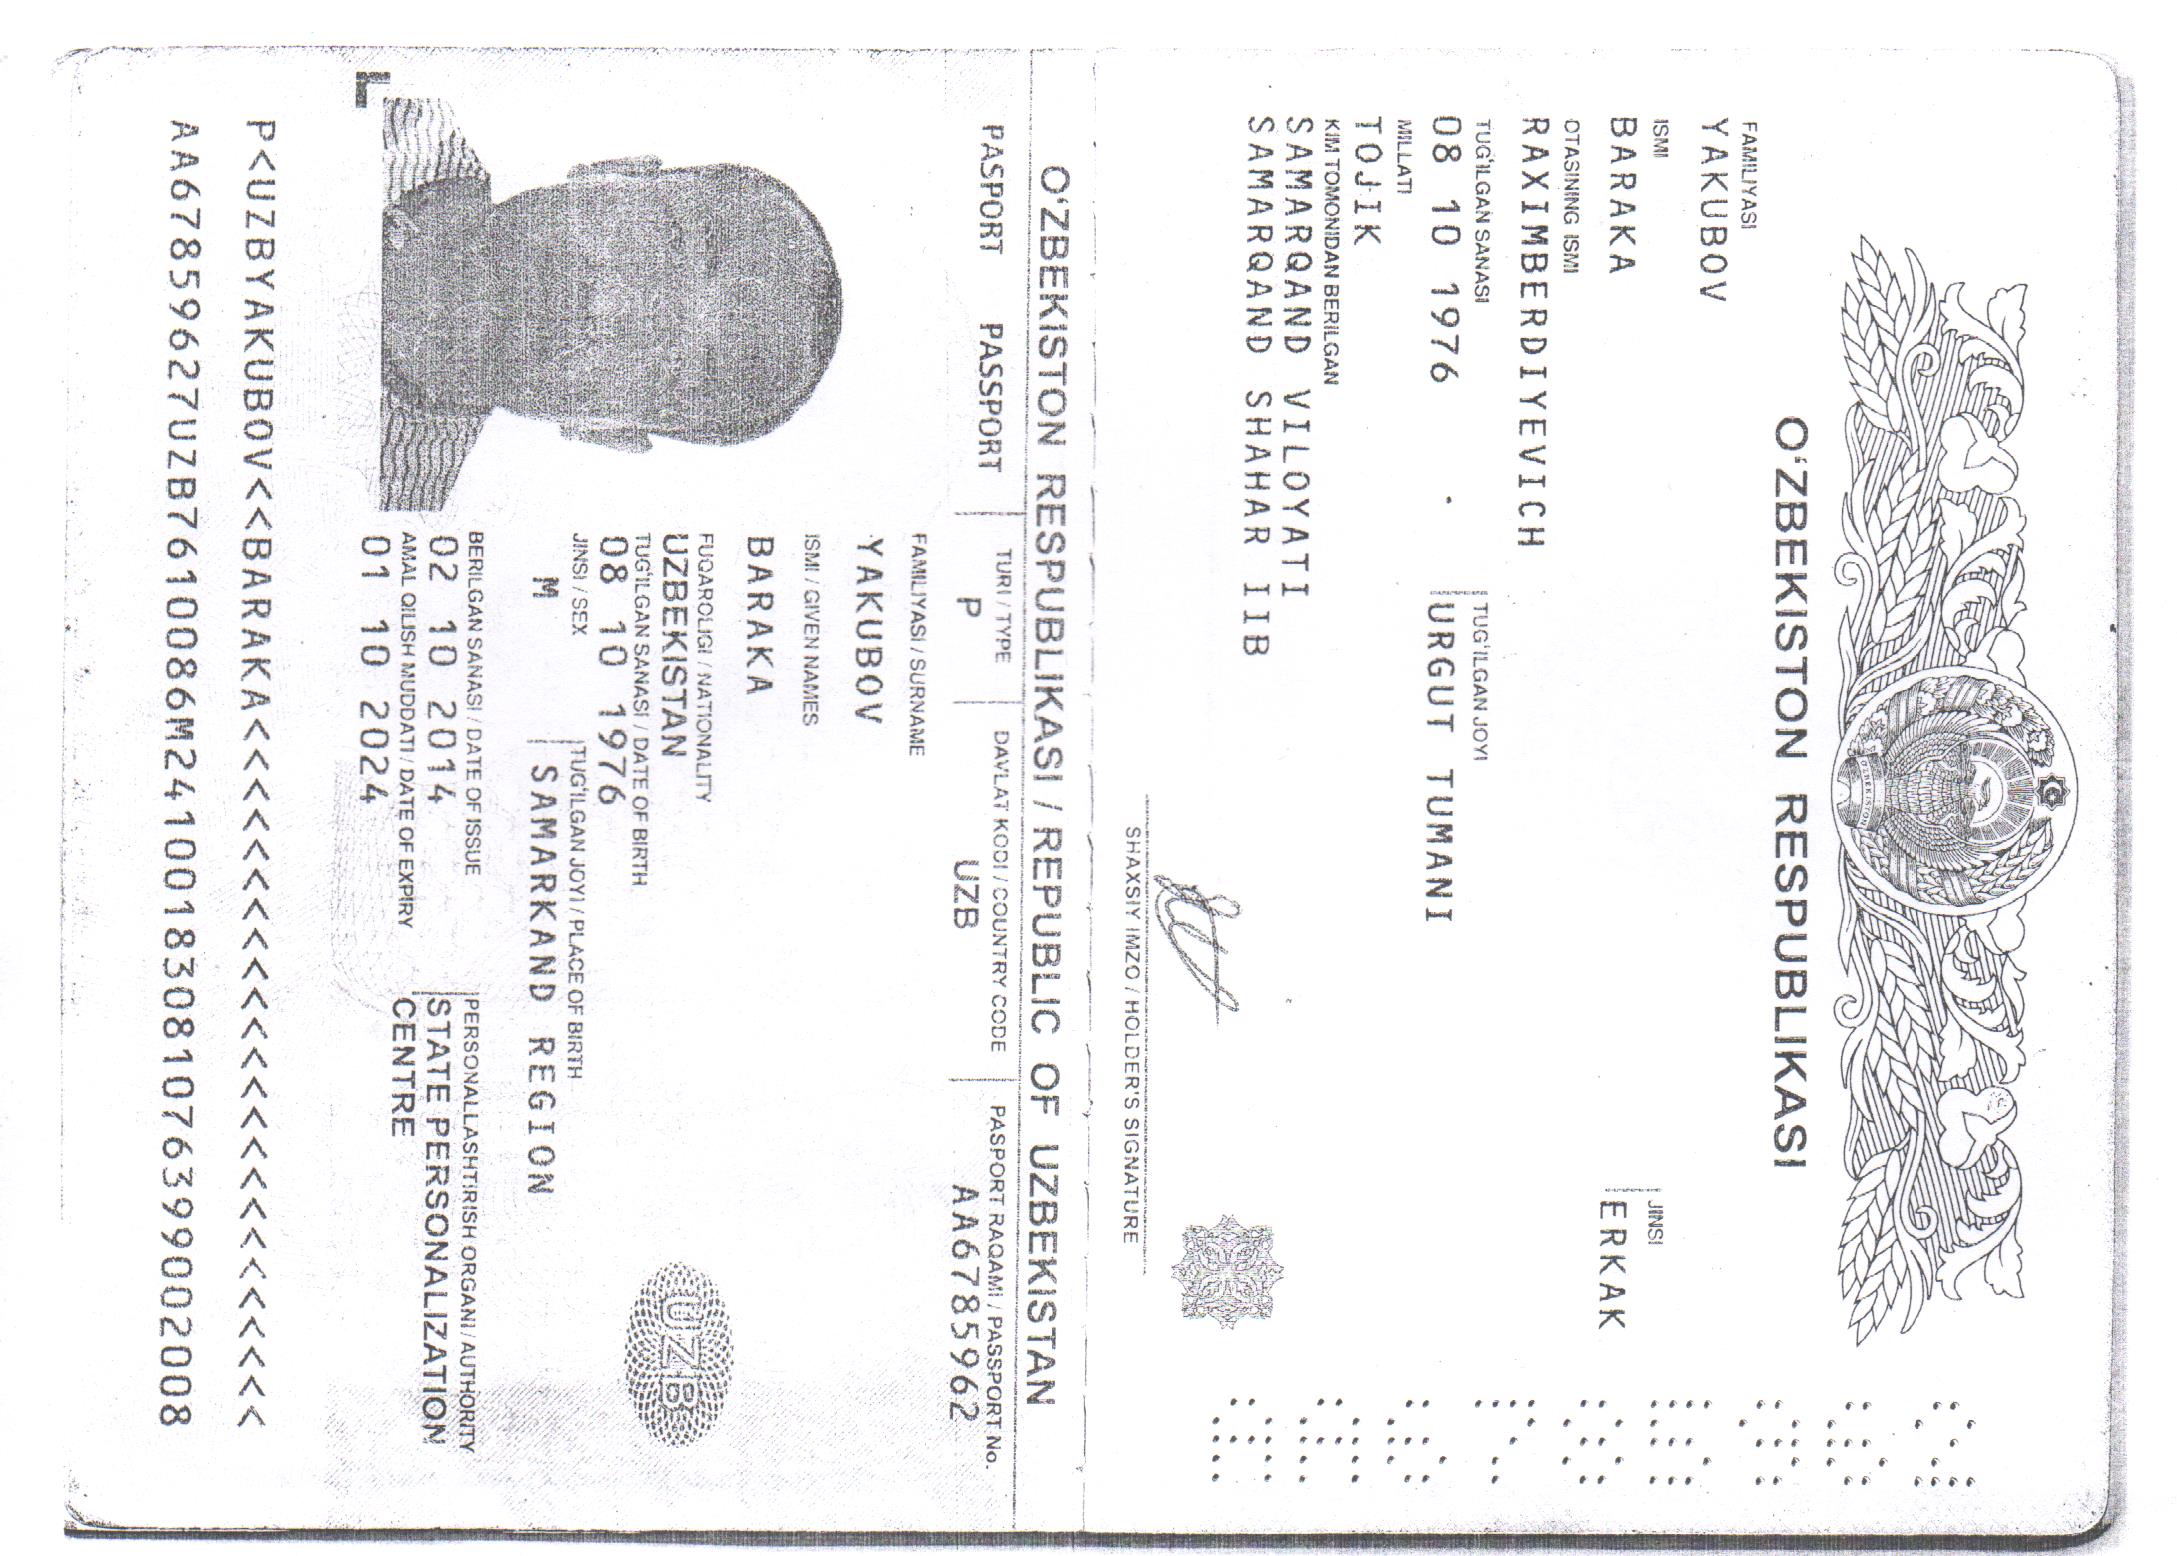 O'ZBEKISTON
O‘ZBEKISTON RESPUBLIKASI
FAMILIYASI
YAKUBOV
ISMI
BARAKA
JINSI
ERKAK
OTASINING ISMI
RAXIMBERDIYEVICH
TUG‘ILGAN SANASI
08 10 1976
TUG‘ILGAN JOYI
URGUT TUMANI
MILLATI
TOJIK
KIM TOMONIDAN BERILGAN
SAMARQAND VILOYATI
SAMARQAND SHAHAR IIB
SHAXSIY IMZO / HOLDER'S SIGNATURE
O‘ZBEKISTON RESPUBLIKASI / REPUBLIC OF UZBEKISTAN
PASPORT PASSPORT
TURI / TYPE
P
DAVLAT KODI / COUNTRY CODE
UZB
PASPORT RAQAMI / PASSPORT No.
AA6785962
FAMILIYASI / SURNAME
YAKUBOV
ISMI / GIVEN NAMES
BARAKA
FUQAROLIGI / NATIONALITY
UZBEKISTAN
UZB
TUG‘ILGAN SANASI / DATE OF BIRTH
08 10 1976
JINSI / SEX
M
TUG‘ILGAN JOYI / PLACE OF BIRTH
SAMARKAND REGION
BERILGAN SANASI / DATE OF ISSUE
02 10 2014
PERSONALLASHTIRISH ORGANI / AUTHORITY
STATE PERSONALIZATION
CENTRE
AMAL QILISH MUDDATI / DATE OF EXPIRY
01 10 2024
P<UZBYAKUBOV<<BARAKA<<<<<<<<<<<<<<<<<<<<<<<<
AA67859627UZB7610086M24100183081076399002008